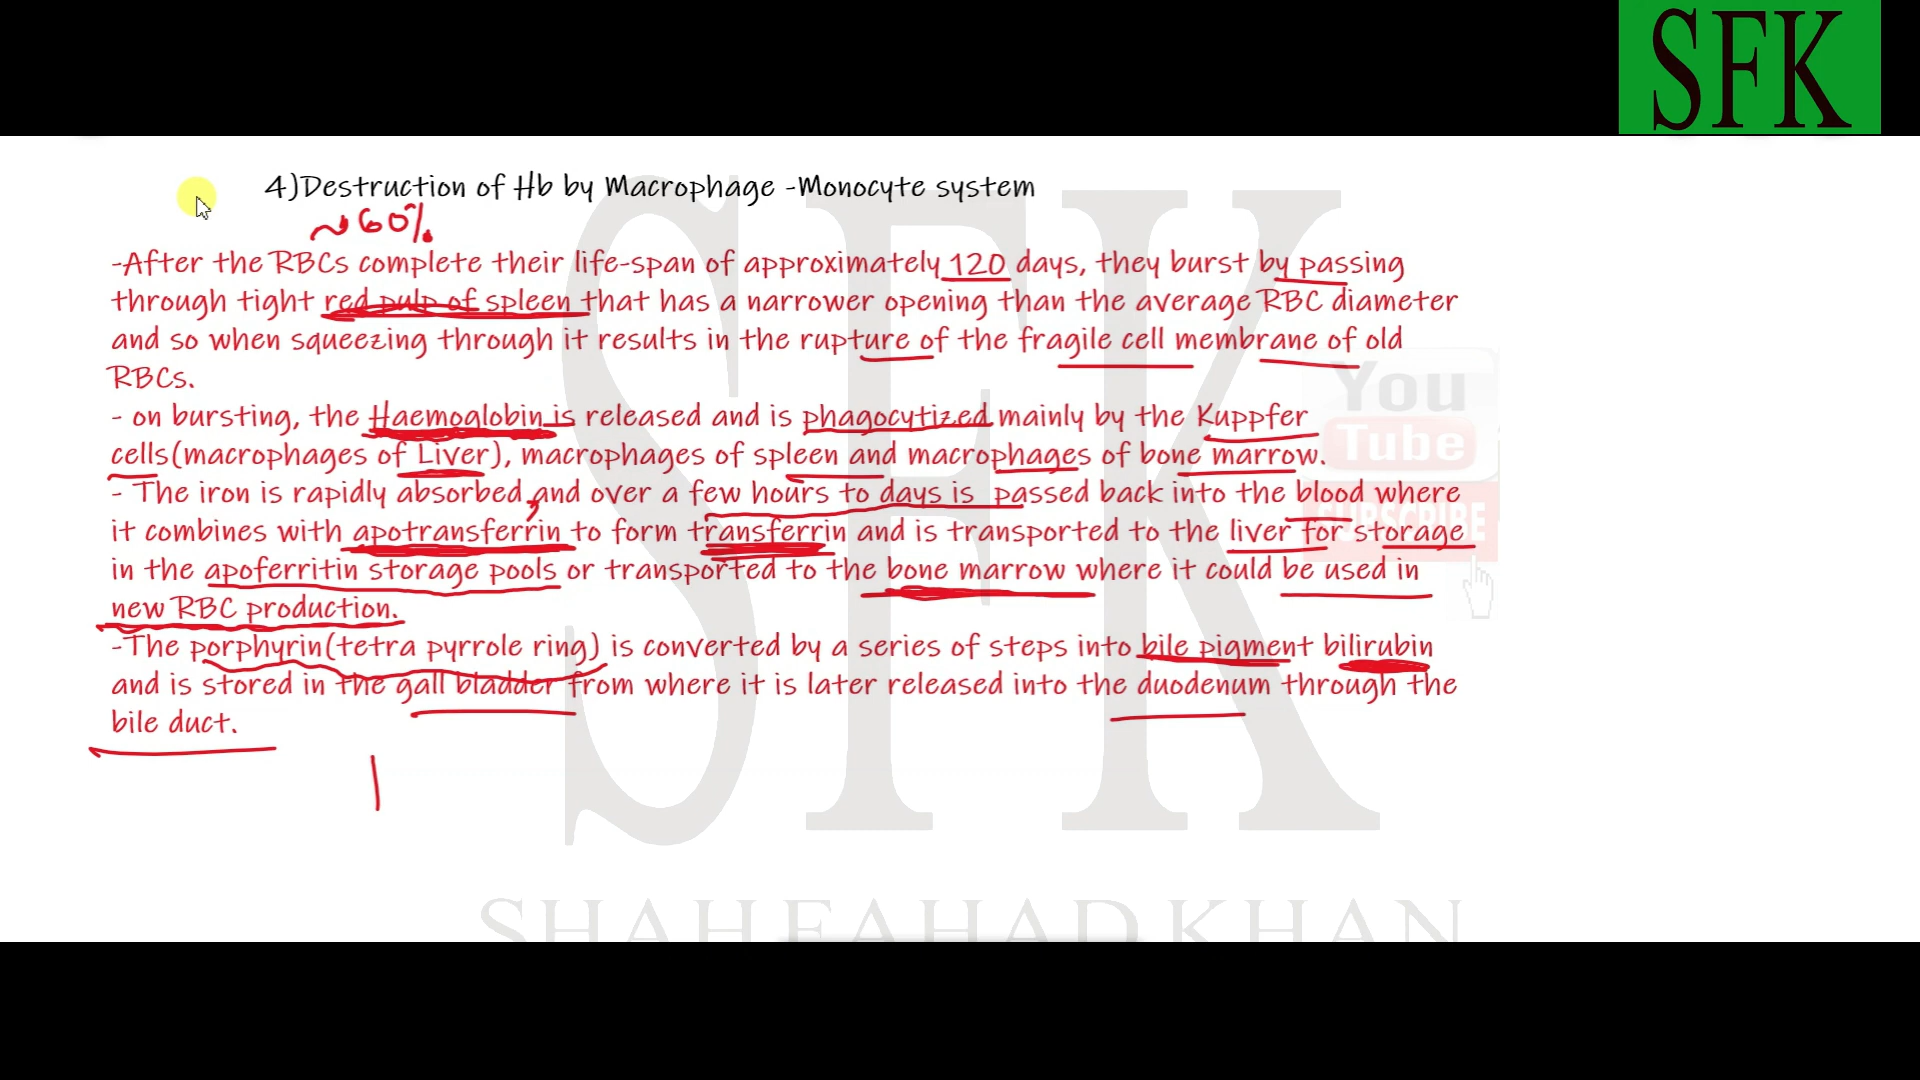 SFK
4)Destruction of Hb by Macrophage -Monocyte system
~60%
-After the RBCs complete their life-span of approximately 120 days, they burst by passing
through tight red pulp of spleen that has a narrower opening than the average RBC diameter
and so when squeezing through it results in the rupture of the fragile cell membrane of old
RBCs.
- on bursting, the Haemoglobin is released and is phagocytized mainly by the Kuppfer
cells(macrophages of Liver), macrophages of spleen and macrophages of bone marrow.
- The iron is rapidly absorbed and over a few hours to days is passed back into the blood where
it combines with apotransferrin to form transferrin and is transported to the liver for storage
in the apoferritin storage pools or transported to the bone marrow where it could be used in
new RBC production.
-The porphyrin(tetra pyrrole ring) is converted by a series of steps into bile pigment bilirubin
and is stored in the gall bladder from where it is later released into the duodenum through the
bile duct.
SFK
You
Tube
SUBSCRIBE
SHAH FAHAD KHAN